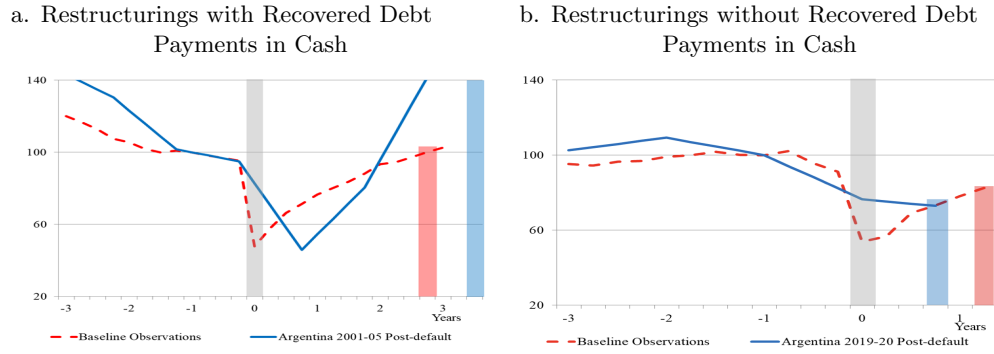 a. Restructurings with Recovered Debt
Payments in Cash
140
100
60
20
-3 -2 -1 0 1 2 3
Years
Baseline Observations Argentina 2001-05 Post-default
b. Restructurings without Recovered Debt
Payments in Cash
140
100
60
20
-3 -2 -1 0 1
Years
Baseline Observations Argentina 2019-20 Post-default